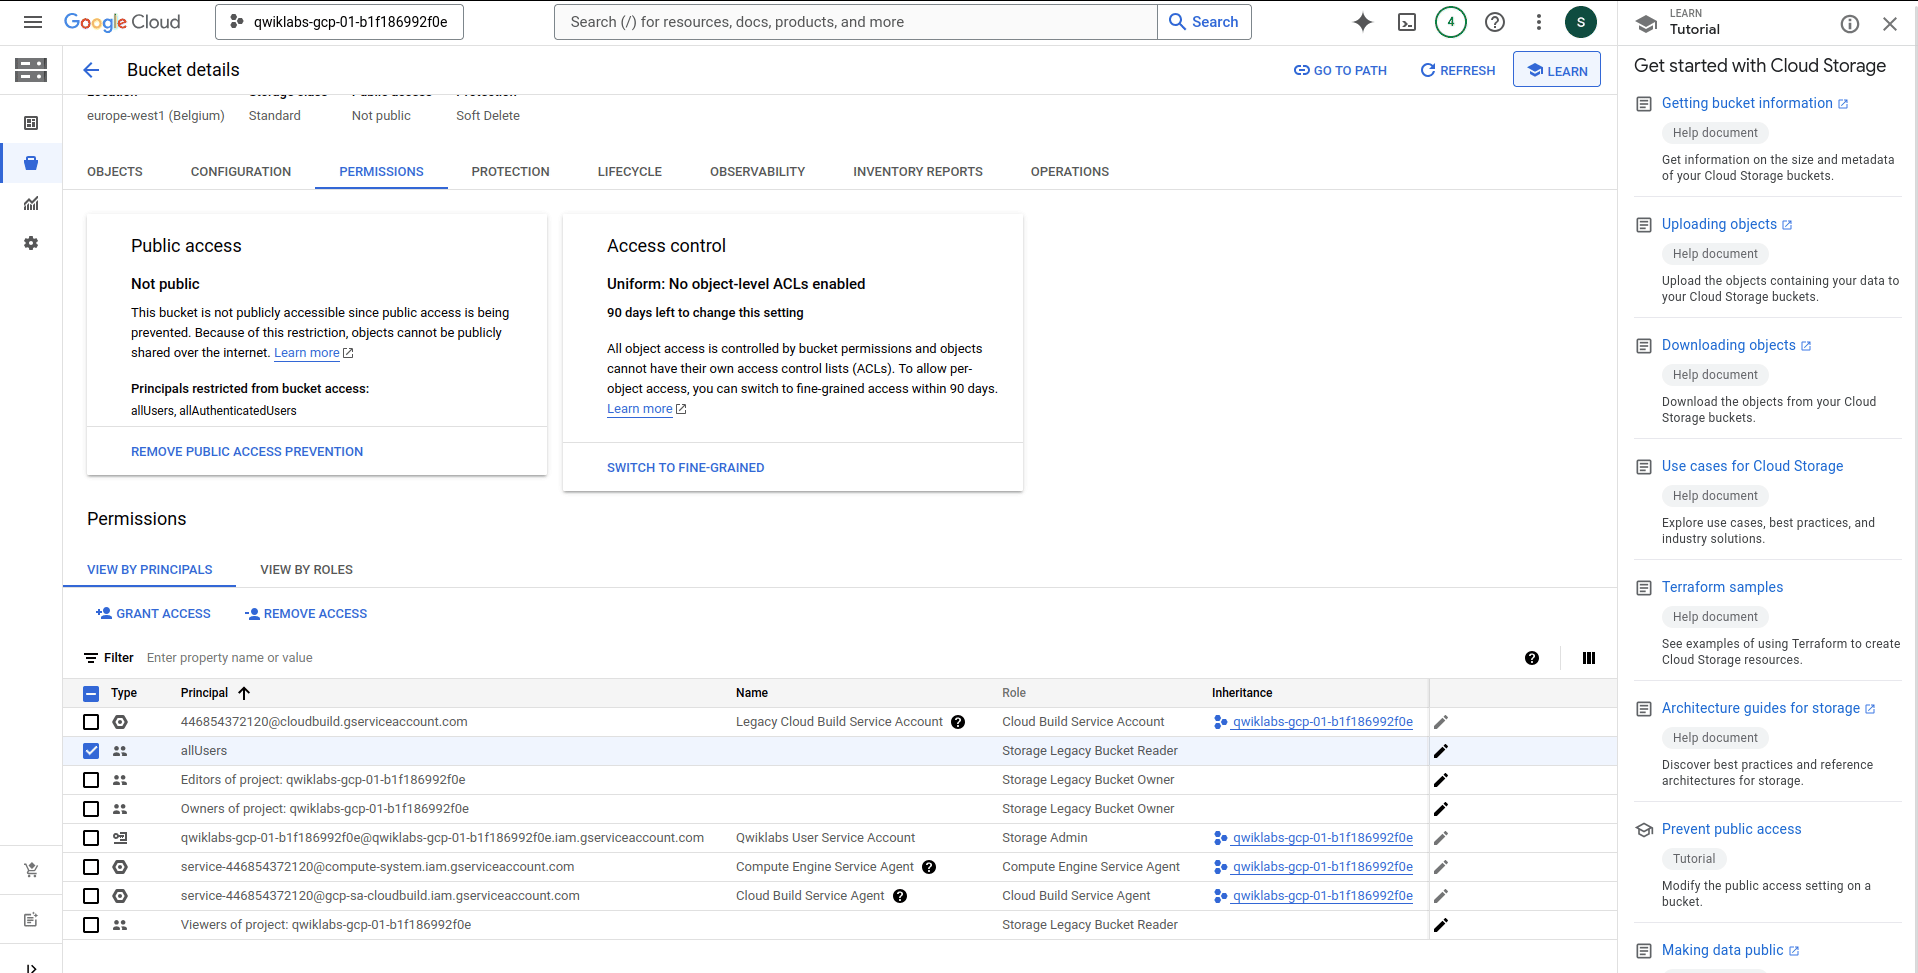 Google Cloud
qwiklabs-gcp-01-b1f186992f0e
Search (/) for resources, docs, products, and more
Search
4
S
LEARN
Tutorial
Bucket details
GO TO PATH
REFRESH
LEARN
Location Storage class Public access Protection
europe-west1 (Belgium) Standard Not public Soft Delete
OBJECTS CONFIGURATION PERMISSIONS PROTECTION LIFECYCLE OBSERVABILITY INVENTORY REPORTS OPERATIONS
Public access
Not public
This bucket is not publicly accessible since public access is being
prevented. Because of this restriction, objects cannot be publicly
shared over the internet. Learn more
Principals restricted from bucket access:
allUsers, allAuthenticatedUsers
REMOVE PUBLIC ACCESS PREVENTION
Access control
Uniform: No object-level ACLs enabled
90 days left to change this setting
All object access is controlled by bucket permissions and objects
cannot have their own access control lists (ACLs). To allow per-
object access, you can switch to fine-grained access within 90 days.
Learn more
SWITCH TO FINE-GRAINED
Permissions
VIEW BY PRINCIPALS VIEW BY ROLES
GRANT ACCESS REMOVE ACCESS
Filter Enter property name or value
Type Principal Name Role Inheritance
446854372120@cloudbuild.gserviceaccount.com Legacy Cloud Build Service Account Cloud Build Service Account qwiklabs-gcp-01-b1f186992f0e
allUsers Storage Legacy Bucket Reader
Editors of project: qwiklabs-gcp-01-b1f186992f0e Storage Legacy Bucket Owner
Owners of project: qwiklabs-gcp-01-b1f186992f0e Storage Legacy Bucket Owner
qwiklabs-gcp-01-b1f186992f0e@qwiklabs-gcp-01-b1f186992f0e.iam.gserviceaccount.com Qwiklabs User Service Account Storage Admin qwiklabs-gcp-01-b1f186992f0e
service-446854372120@compute-system.iam.gserviceaccount.com Compute Engine Service Agent Compute Engine Service Agent qwiklabs-gcp-01-b1f186992f0e
service-446854372120@gcp-sa-cloudbuild.iam.gserviceaccount.com Cloud Build Service Agent Cloud Build Service Agent qwiklabs-gcp-01-b1f186992f0e
Viewers of project: qwiklabs-gcp-01-b1f186992f0e Storage Legacy Bucket Reader
Get started with Cloud Storage
Getting bucket information
Help document
Get information on the size and metadata
of your Cloud Storage buckets.
Uploading objects
Help document
Upload the objects containing your data to
your Cloud Storage buckets.
Downloading objects
Help document
Download the objects from your Cloud
Storage buckets.
Use cases for Cloud Storage
Help document
Explore use cases, best practices, and
industry solutions.
Terraform samples
Help document
See examples of using Terraform to create
Cloud Storage resources.
Architecture guides for storage
Help document
Discover best practices and reference
architectures for storage.
Prevent public access
Tutorial
Modify the public access setting on a
bucket.
Making data public